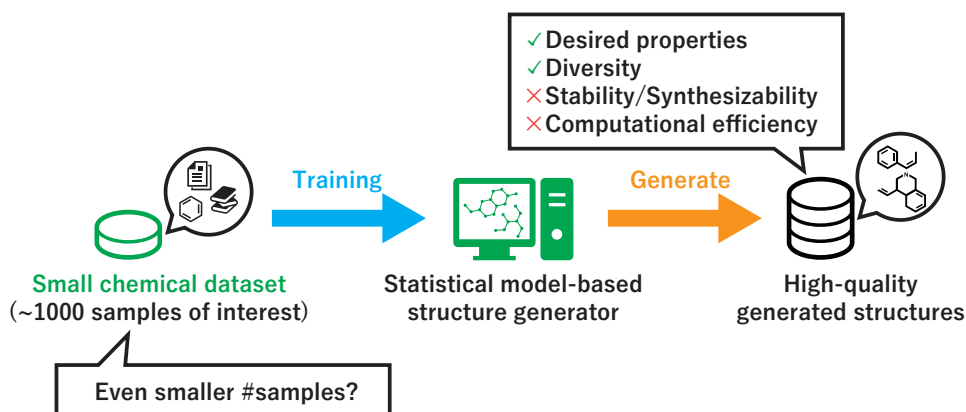 ✓Desired properties
✓Diversity
×Stability/Synthesizability
×Computational efficiency
Training
Generate
N
Small chemical dataset
(~1000 samples of interest)
Statistical model-based
structure generator
High-quality
generated structures
Even smaller #samples?